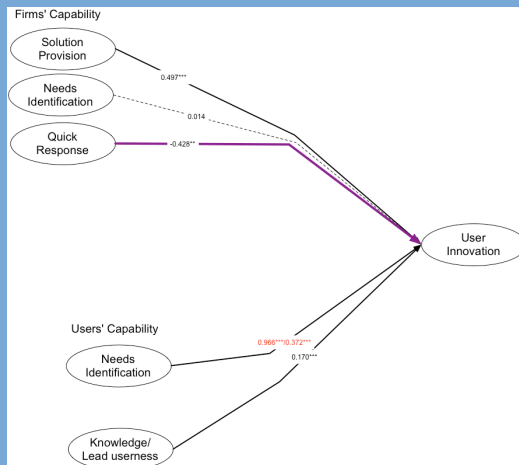 Firms' Capability
Solution
Provision
0.497***
Needs
Identification
0.014
Quick
Response
-0.428**
User
Innovation
Users' Capability
0.966***/0.372***
Needs
Identification
0.170***
Knowledge/
Lead userness